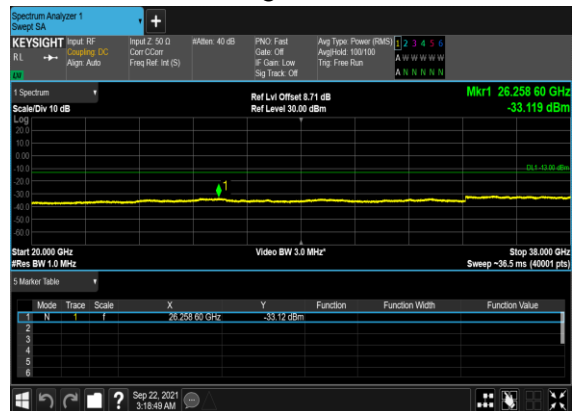 Spectrum Analyzer 1
Swept SA
+
KEYSIGHT Input: RF Input Z: 50 Ω #Atten: 40 dB PNO: Fast Avg Type: Power (RMS) 1 2 3 4 5 6
RL Coupling: DC Corr CCorr Gate: Off Avg|Hold: 100/100 A W W W W W
Align: Auto Freq Ref: Int (S) IF Gain: Low Trig: Free Run
LW Sig Track: Off A N N N N N
1 Spectrum Ref Lvl Offset 8.71 dB Mkr1 26.258 60 GHz
Scale/Div 10 dB Ref Level 30.00 dBm -33.119 dBm
Log
20.0
10.0
0.00
-10.0 DL1 -13.00 dBm
-20.0
-30.0 1
-40.0
-50.0
-60.0
Start 20.000 GHz Video BW 3.0 MHz* Stop 38.000 GHz
#Res BW 1.0 MHz Sweep ~36.5 ms (40001 pts)
5 Marker Table
Mode Trace Scale X Y Function Function Width Function Value
1 N 1 f 26.258 60 GHz -33.12 dBm
2
3
4
5
6
? Sep 22, 2021
3:18:49 AM